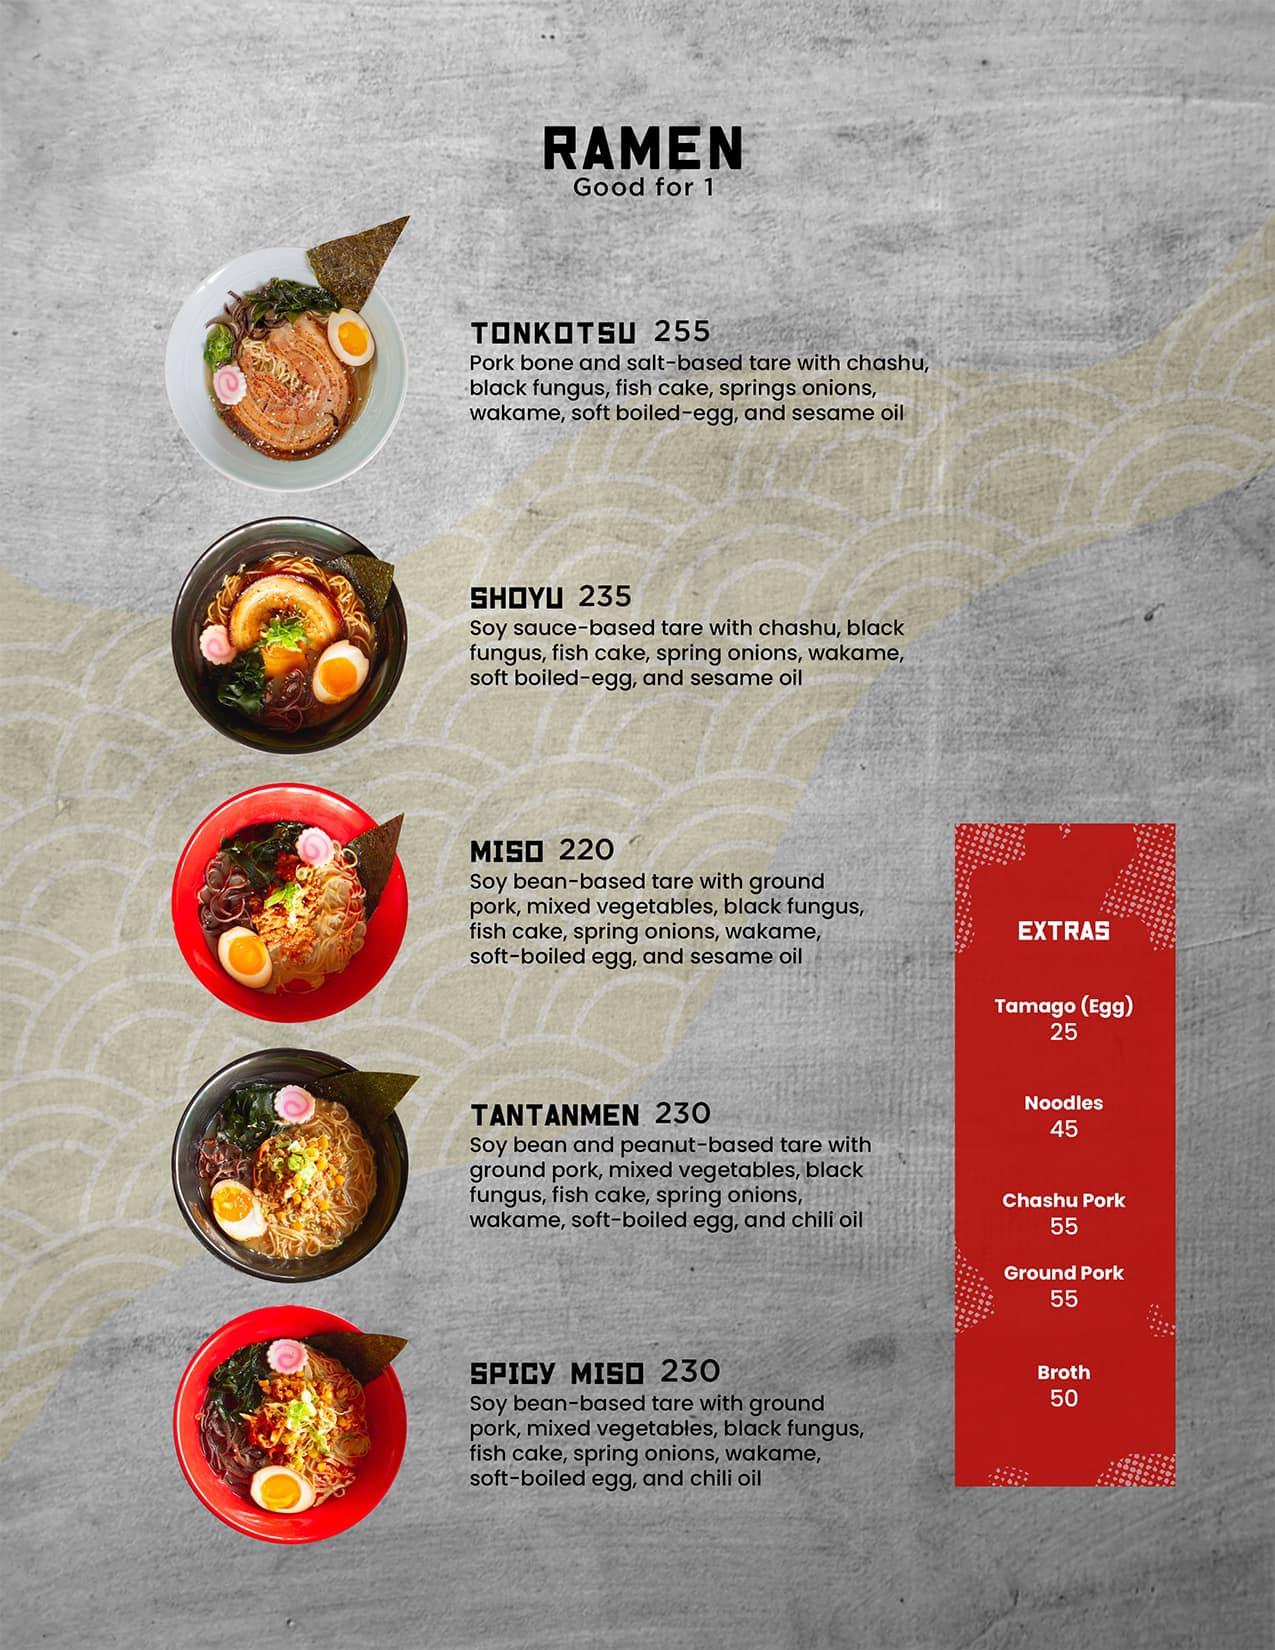 RAMEN
Good for 1
TONKOTSU 255
Pork bone and salt-based tare with chashu,
black fungus, fish cake, springs onions,
wakame, soft boiled-egg, and sesame oil
SHOYU 235
Soy sauce-based tare with chashu, black
fungus, fish cake, spring onions, wakame,
soft boiled-egg, and sesame oil
MISO 220
Soy bean-based tare with ground
pork, mixed vegetables, black fungus,
fish cake, spring onions, wakame,
soft-boiled egg, and sesame oil
TANTANMEN 230
Soy bean and peanut-based tare with
ground pork, mixed vegetables, black
fungus, fish cake, spring onions,
wakame, soft-boiled egg, and chili oil
SPICY MISO 230
Soy bean-based tare with ground
pork, mixed vegetables, black fungus,
fish cake, spring onions, wakame,
soft-boiled egg, and chili oil
EXTRAS
Tamago (Egg)
25
Noodles
45
Chashu Pork
55
Ground Pork
55
Broth
50